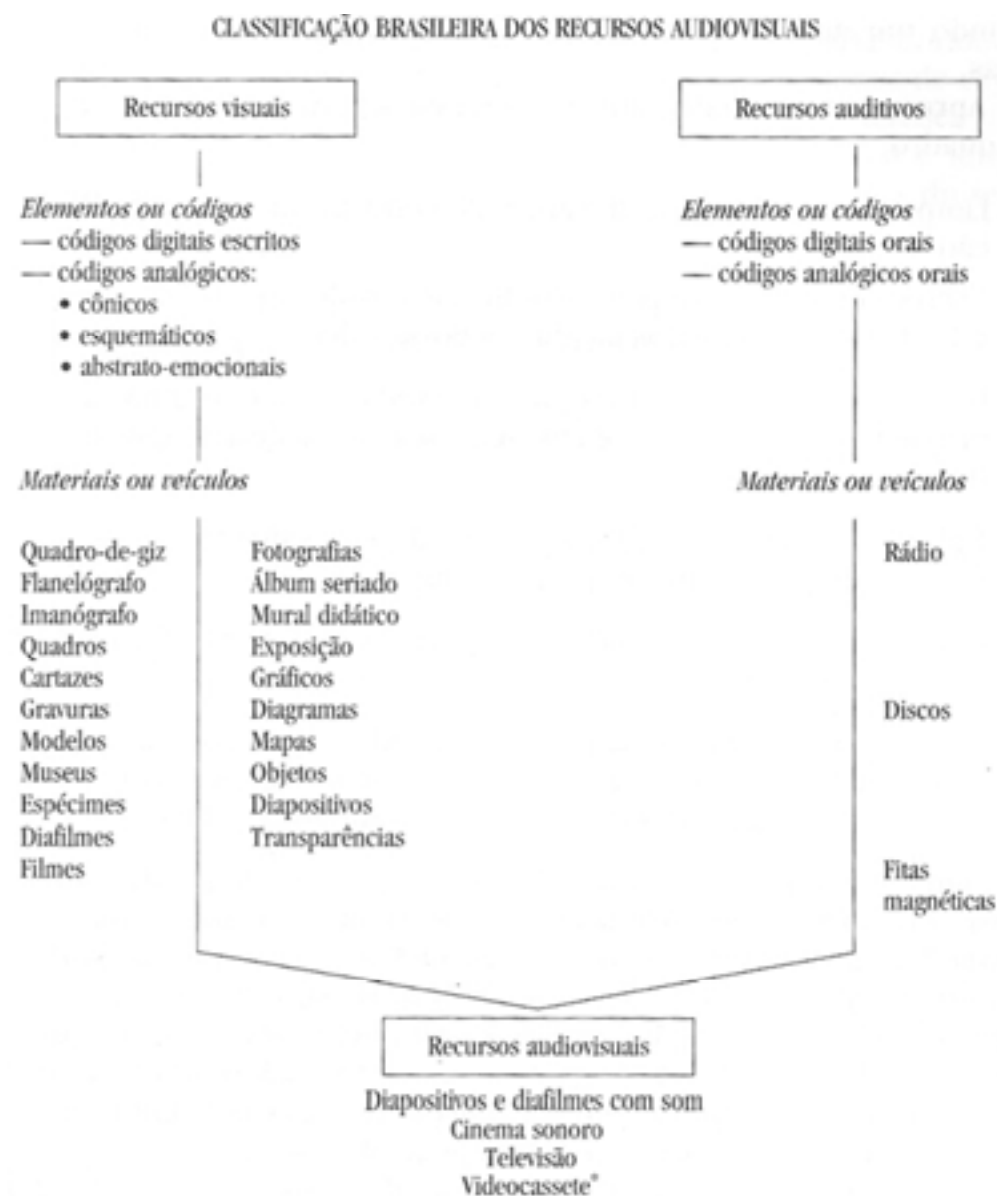 CLASSIFICAÇÃO BRASILEIRA DOS RECURSOS AUDIOVISUAIS
Recursos visuais
Elementos ou códigos
— códigos digitais escritos
— códigos analógicos:
• cônicos
• esquemáticos
• abstrato-emocionais
Materiais ou veículos
Quadro-de-giz
Flanelógrafo
Imanógrafo
Quadros
Cartazes
Gravuras
Modelos
Museus
Espécimes
Diafilmes
Filmes
Fotografias
Álbum seriado
Mural didático
Exposição
Gráficos
Diagramas
Mapas
Objetos
Diapositivos
Transparências
Recursos auditivos
Elementos ou códigos
— códigos digitais orais
— códigos analógicos orais
Materiais ou veículos
Rádio
Discos
Fitas
magnéticas
Recursos audiovisuais
Diapositivos e diafilmes com som
Cinema sonoro
Televisão
Videocassete*